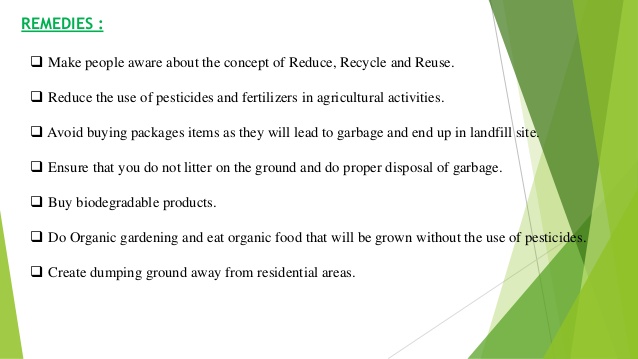 REMEDIES :
Make people aware about the concept of Reduce, Recycle and Reuse.
Reduce the use of pesticides and fertilizers in agricultural activities.
Avoid buying packages items as they will lead to garbage and end up in landfill site.
Ensure that you do not litter on the ground and do proper disposal of garbage.
Buy biodegradable products.
Do Organic gardening and eat organic food that will be grown without the use of pesticides.
Create dumping ground away from residential areas.